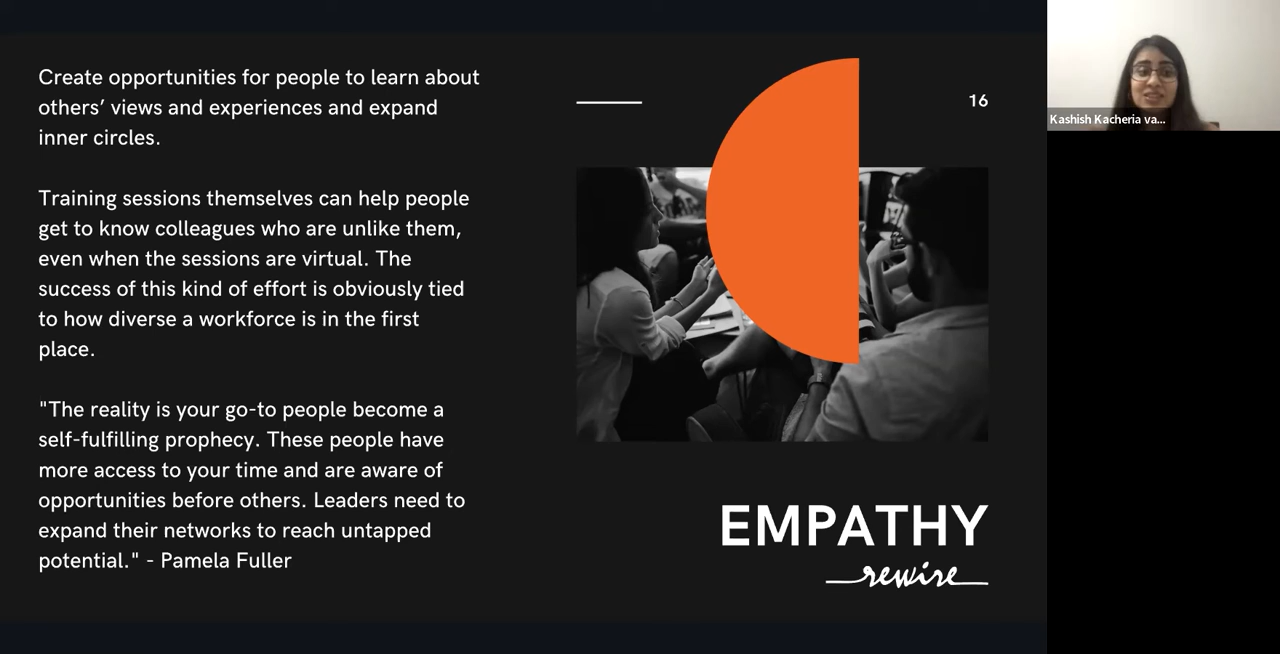 Create opportunities for people to learn about
others’ views and experiences and expand
inner circles.
Training sessions themselves can help people
get to know colleagues who are unlike them,
even when the sessions are virtual. The
success of this kind of effort is obviously tied
to how diverse a workforce is in the first
place.
"The reality is your go-to people become a
self-fulfilling prophecy. These people have
more access to your time and are aware of
opportunities before others. Leaders need to
expand their networks to reach untapped
potential." - Pamela Fuller
16
EMPATHY
rewire
Kashish Kacheria va...